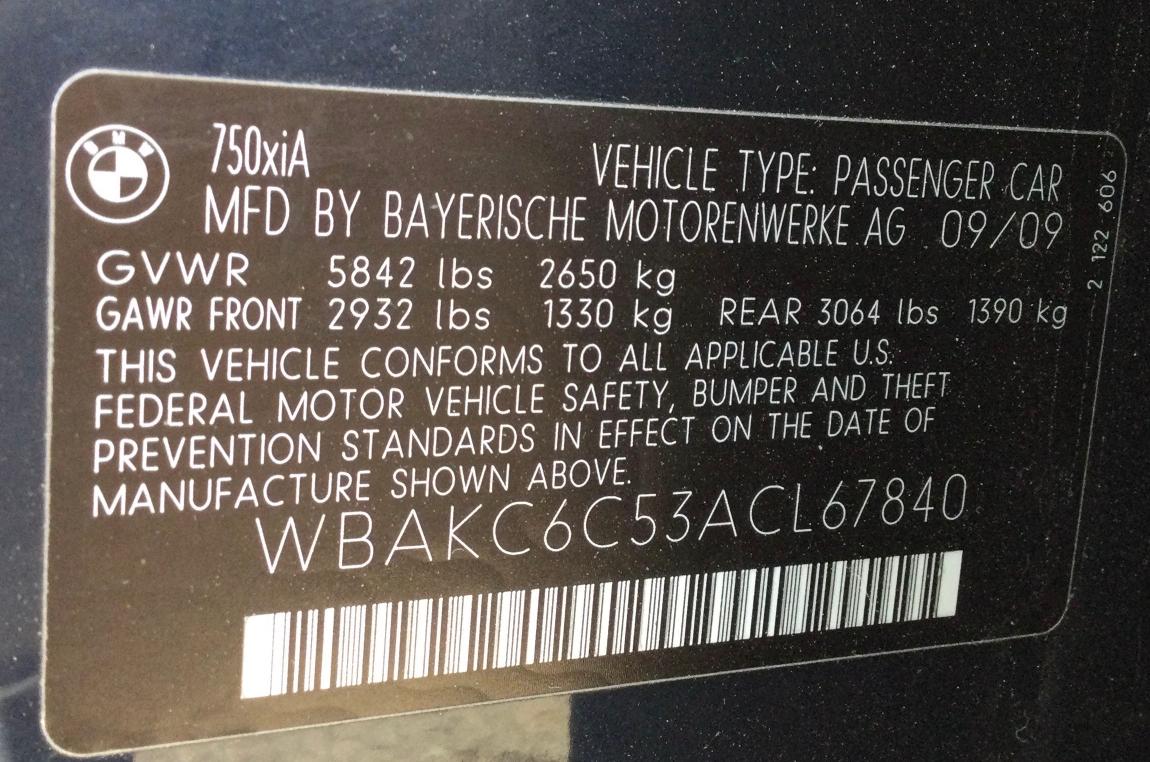 BMW
750xiA
VEHICLE TYPE: PASSENGER CAR
MFD BY BAYERISCHE MOTORENWERKE AG 09/09
GVWR 5842 lbs 2650 kg
GAWR FRONT 2932 lbs 1330 kg REAR 3064 lbs 1390 kg
THIS VEHICLE CONFORMS TO ALL APPLICABLE U.S.
FEDERAL MOTOR VEHICLE SAFETY, BUMPER AND THEFT
PREVENTION STANDARDS IN EFFECT ON THE DATE OF
MANUFACTURE SHOWN ABOVE.
WBAKC6C53ACL67840
2 122 606